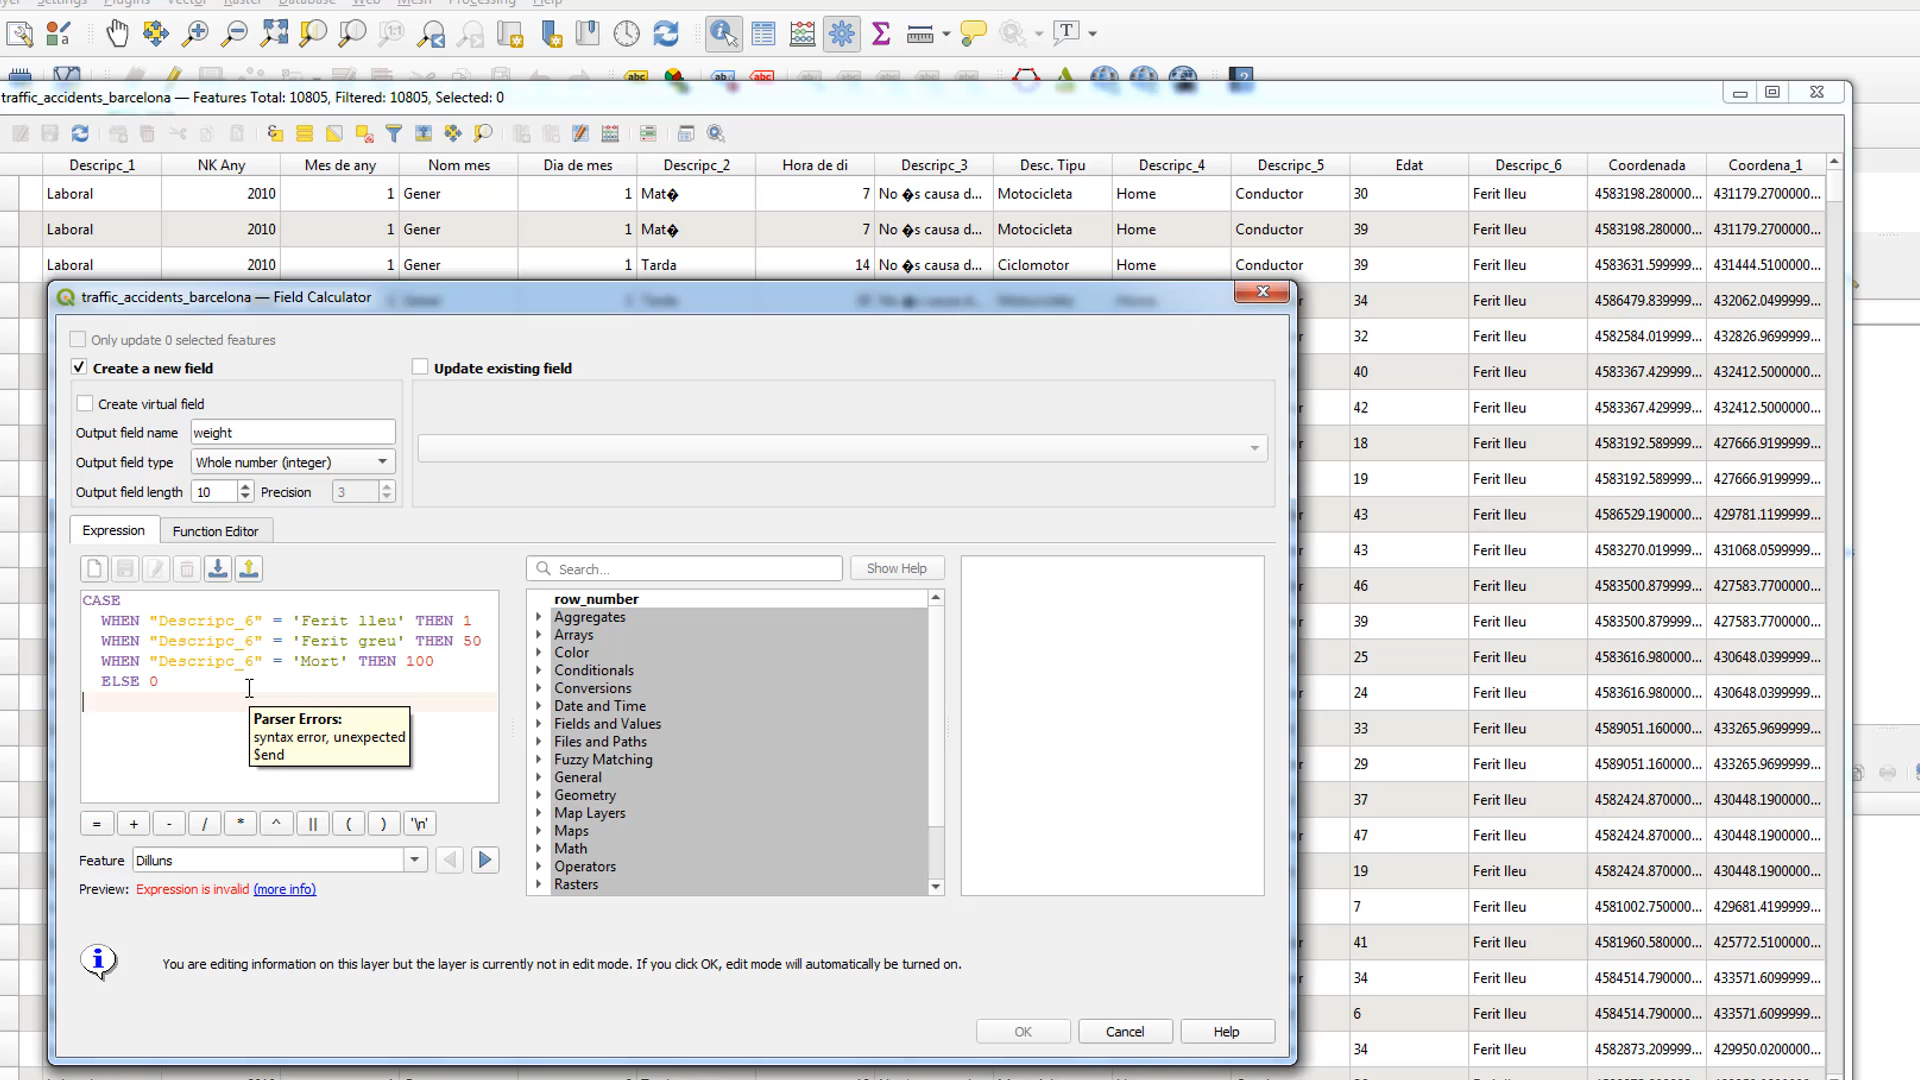 Settings Plugins Vector Raster Database Web Mesh Processing Help
traffic_accidents_barcelona — Features Total: 10805, Filtered: 10805, Selected: 0
Descripc_1 NK Any Mes de any Nom mes Dia de mes Descripc_2 Hora de di Descripc_3 Desc. Tipu Descripc_4 Descripc_5 Edat Descripc_6 Coordenada Coordena_1
Laboral 2010 1 Gener 1 Mat� 7 No �s causa d... Motocicleta Home Conductor 30 Ferit lleu 4583198.280000... 431179.2700000...
Laboral 2010 1 Gener 1 Mat� 7 No �s causa d... Motocicleta Home Conductor 39 Ferit lleu 4583198.280000... 431179.2700000...
Laboral 2010 1 Gener 1 Tarda 14 No �s causa d... Ciclomotor Home Conductor 39 Ferit lleu 4583631.599999... 431444.5100000...
34 Ferit lleu 4586479.839999... 432062.0499999...
32 Ferit lleu 4582584.019999... 432826.9699999...
40 Ferit lleu 4583367.429999... 432412.5000000...
42 Ferit lleu 4583367.429999... 432412.5000000...
18 Ferit lleu 4583192.589999... 427666.9199999...
19 Ferit lleu 4583192.589999... 427666.9199999...
43 Ferit lleu 4586529.190000... 429781.1199999...
43 Ferit lleu 4583270.019999... 431068.0599999...
46 Ferit lleu 4583500.879999... 427583.7700000...
39 Ferit lleu 4583500.879999... 427583.7700000...
25 Ferit lleu 4583616.980000... 430648.0399999...
24 Ferit lleu 4583616.980000... 430648.0399999...
33 Ferit lleu 4589051.160000... 433265.9699999...
29 Ferit lleu 4589051.160000... 433265.9699999...
37 Ferit lleu 4582424.870000... 430448.1900000...
47 Ferit lleu 4582424.870000... 430448.1900000...
19 Ferit lleu 4582424.870000... 430448.1900000...
7 Ferit lleu 4581002.750000... 429681.4199999...
41 Ferit lleu 4581960.580000... 425772.5100000...
34 Ferit lleu 4584514.790000... 433571.6099999...
6 Ferit lleu 4584514.790000... 433571.6099999...
34 Ferit lleu 4582873.209999... 429950.0200000...
traffic_accidents_barcelona — Field Calculator
Only update 0 selected features
Create a new field
Update existing field
Create virtual field
Output field name weight
Output field type Whole number (integer)
Output field length 10 Precision 3
Expression Function Editor
Search... Show Help
CASE
WHEN "Descripc_6" = 'Ferit lleu' THEN 1
WHEN "Descripc_6" = 'Ferit greu' THEN 50
WHEN "Descripc_6" = 'Mort' THEN 100
ELSE 0
Parser Errors:
syntax error, unexpected
$end
row_number
Aggregates
Arrays
Color
Conditionals
Conversions
Date and Time
Fields and Values
Files and Paths
Fuzzy Matching
General
Geometry
Map Layers
Maps
Math
Operators
Rasters
= + - / * ^ || ( ) '\n'
Feature Dilluns
Preview: Expression is invalid (more info)
You are editing information on this layer but the layer is currently not in edit mode. If you click OK, edit mode will automatically be turned on.
OK Cancel Help